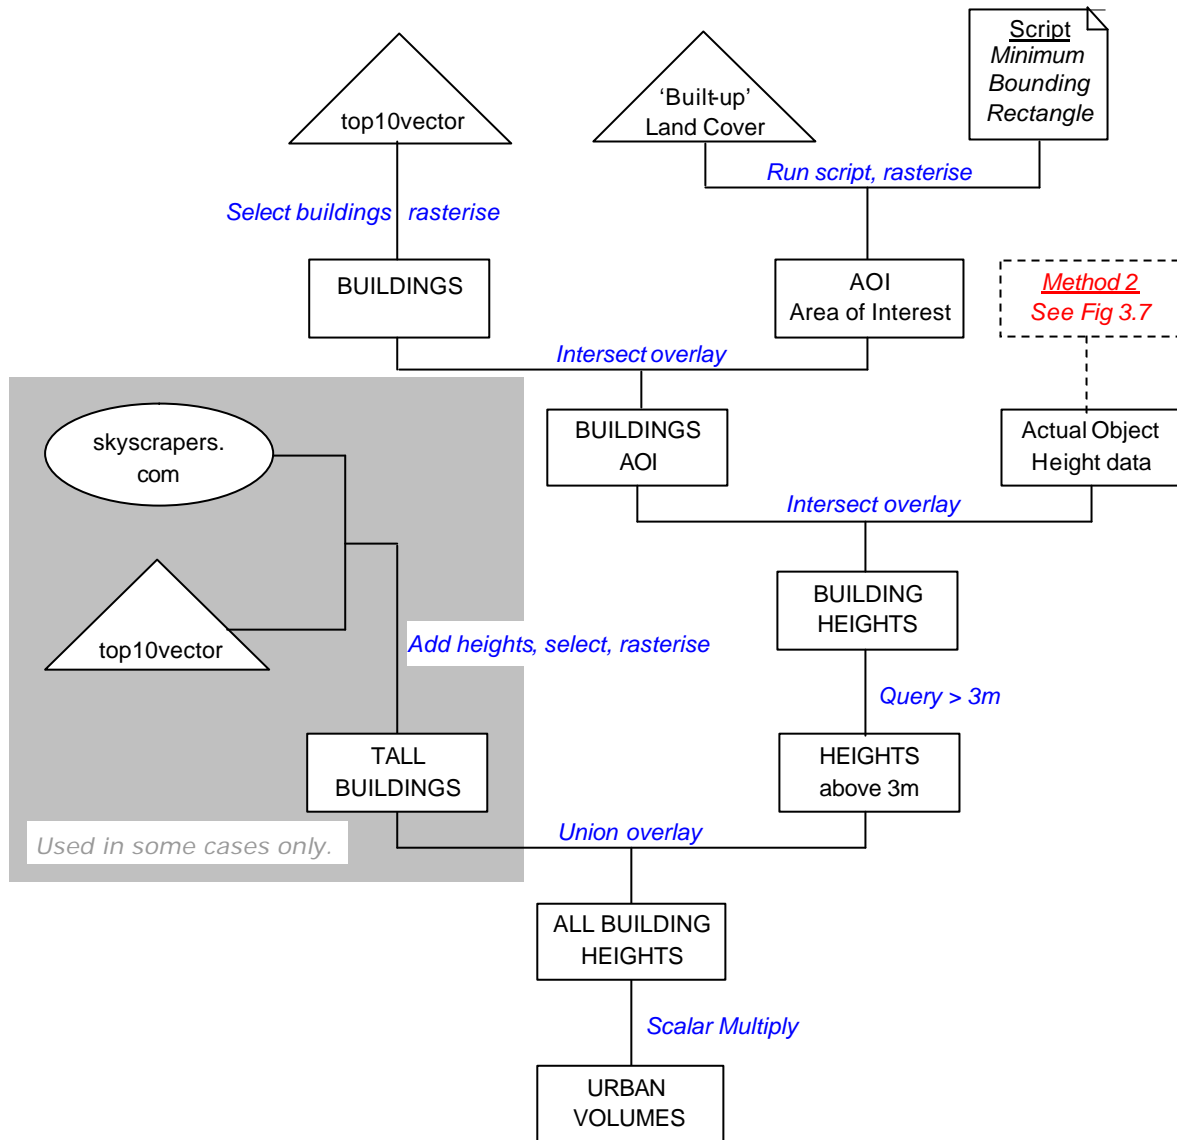 Script
Minimum
Bounding
Rectangle
top10vector
‘Built-up’
Land Cover
Run script, rasterise
Select buildings rasterise
BUILDINGS
AOI
Area of Interest
Method 2
See Fig 3.7
Intersect overlay
skyscrapers.
com
BUILDINGS
AOI
Actual Object
Height data
Intersect overlay
top10vector
Add heights, select, rasterise
BUILDING
HEIGHTS
Query > 3m
TALL
BUILDINGS
HEIGHTS
above 3m
Used in some cases only.
Union overlay
ALL BUILDING
HEIGHTS
Scalar Multiply
URBAN
VOLUMES